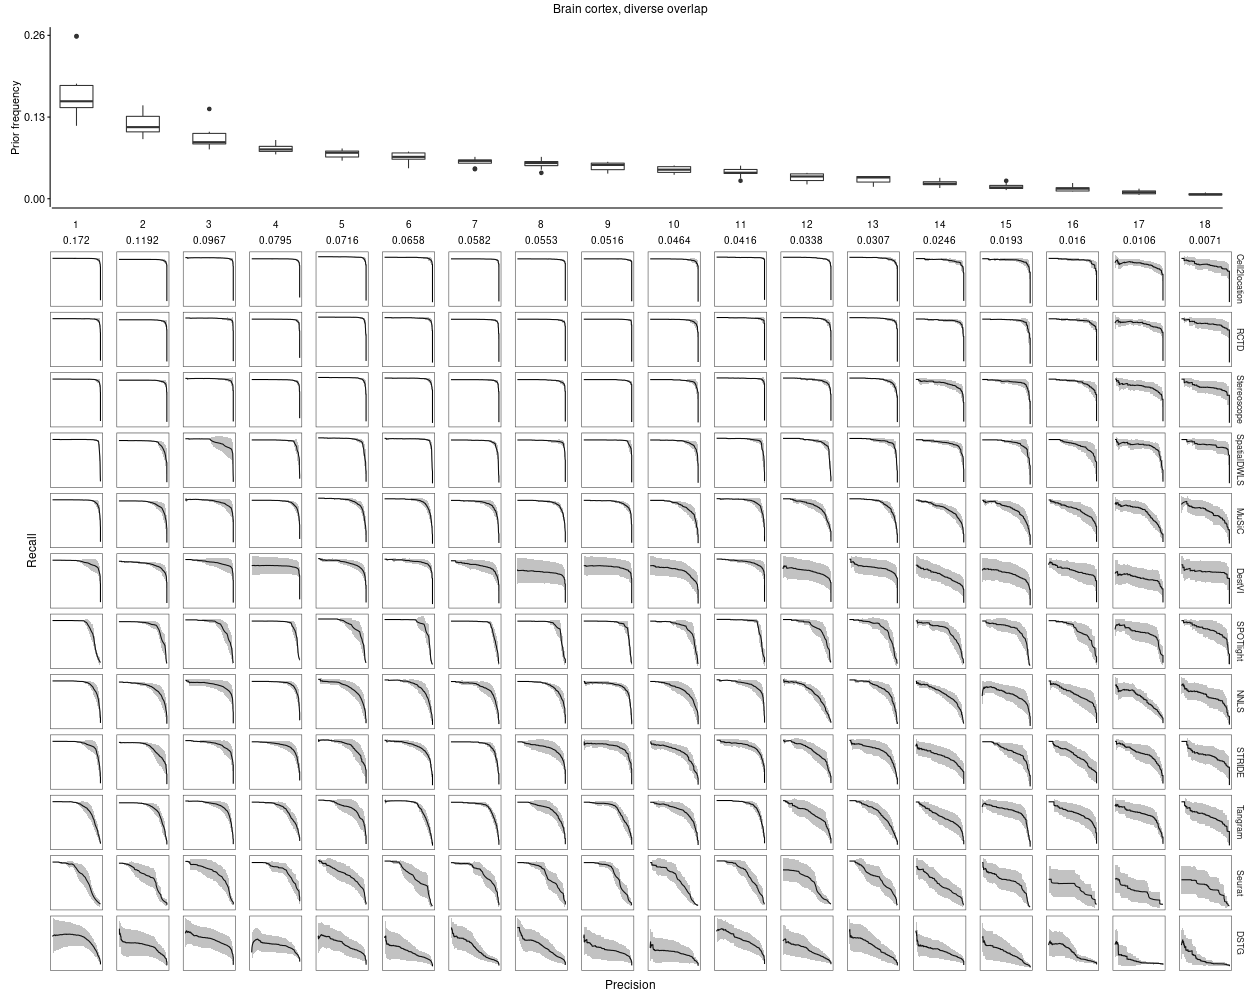 Brain cortex, diverse overlap
0.26
0.13
0.00
Prior frequency
1 2 3 4 5 6 7 8 9 10 11 12 13 14 15 16 17 18
0.172 0.1192 0.0967 0.0795 0.0716 0.0658 0.0582 0.0553 0.0516 0.0464 0.0416 0.0338 0.0307 0.0246 0.0193 0.016 0.0106 0.0071
Cell2location
RCTD
Stereoscope
SpatialDWLS
MuSiC
DestVI
SPOTlight
NNLS
STRIDE
Tangram
Seurat
DSTG
Recall
Precision